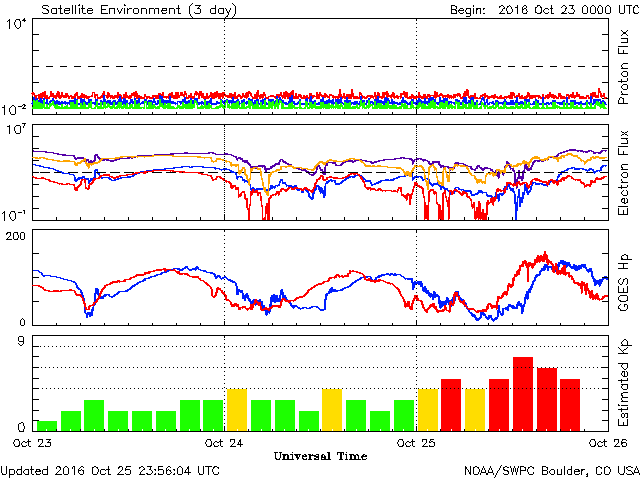 Satellite Environment (3 day)
Begin: 2016 Oct 23 0000 UTC
10⁴
10⁻²
Proton Flux
10⁷
10⁻¹
Electron Flux
200
0
GOES Hp
9
0
Estimated Kp
Oct 23
Oct 24
Oct 25
Oct 26
Universal Time
Updated 2016 Oct 25 23:56:04 UTC
NOAA/SWPC Boulder, CO USA